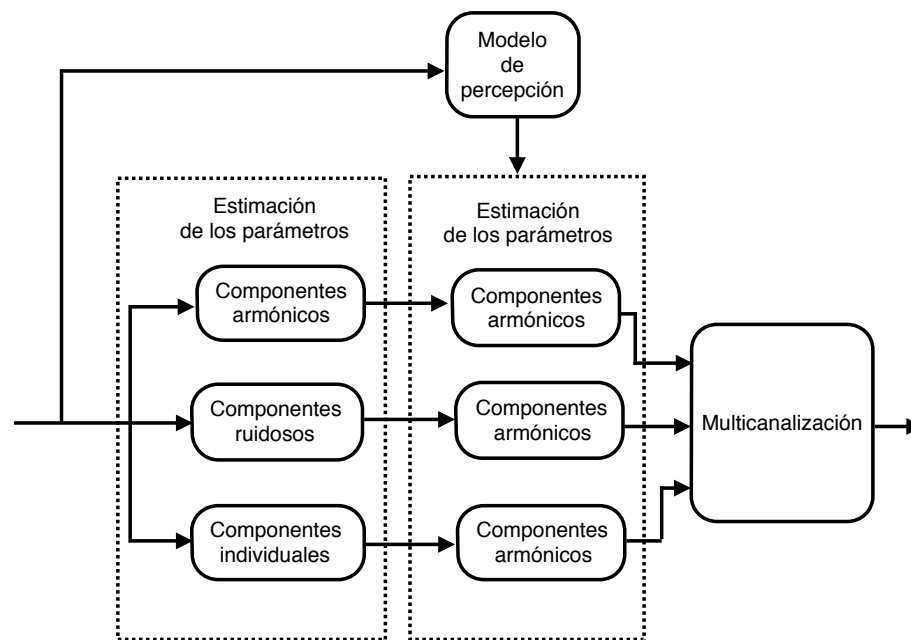 Modelo
de
percepción
Estimación
de los parámetros
Componentes
armónicos
Componentes
ruidosos
Componentes
individuales
Estimación
de los parámetros
Componentes
armónicos
Componentes
armónicos
Componentes
armónicos
Multicanalización